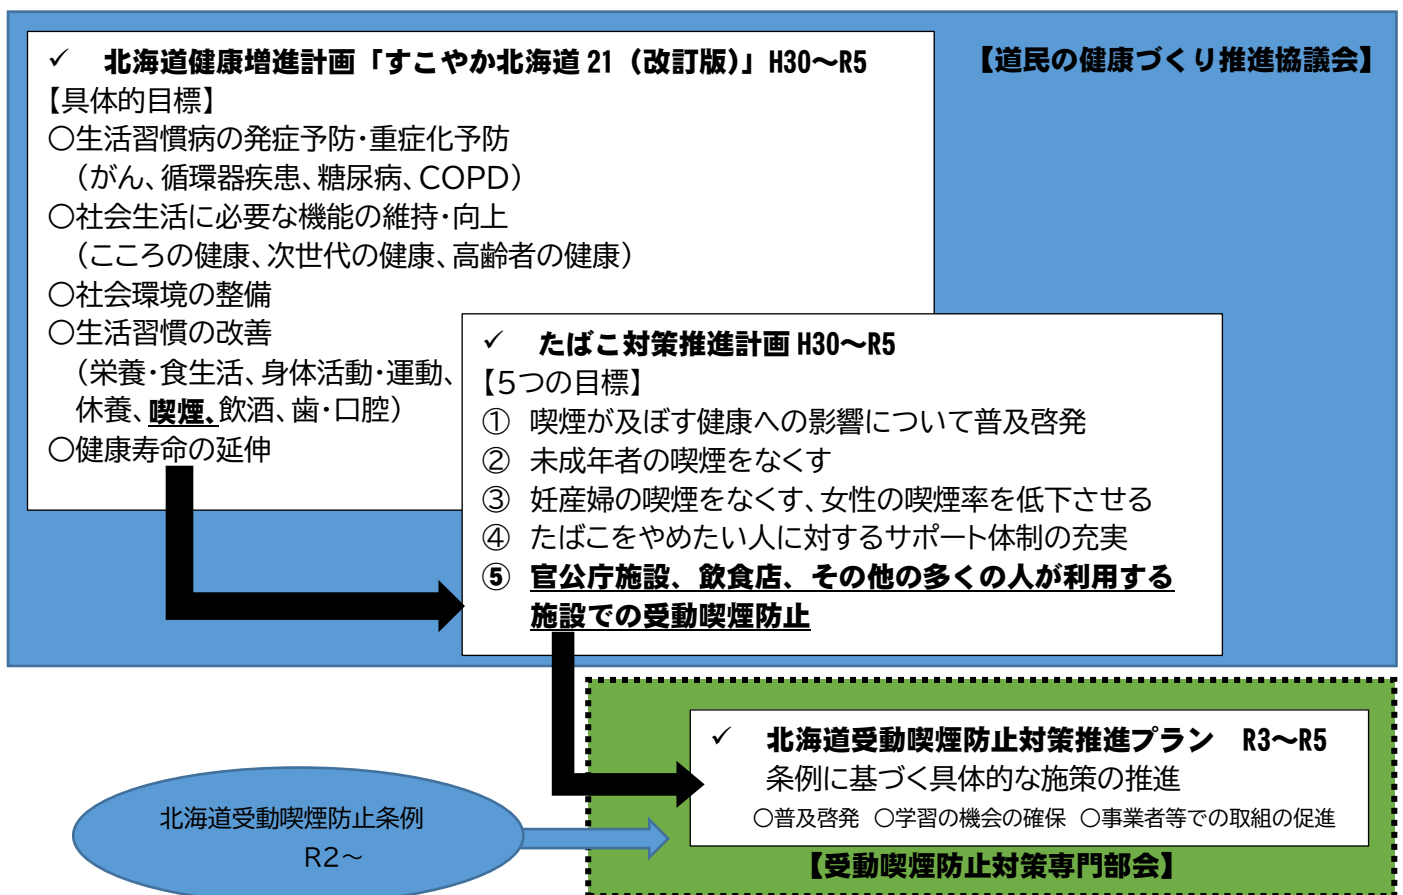 ✓ 北海道健康増進計画「すこやか北海道21（改訂版）」H30～R5
【道民の健康づくり推進協議会】
【具体的目標】
○生活習慣病の発症予防・重症化予防
（がん、循環器疾患、糖尿病、COPD）
○社会生活に必要な機能の維持・向上
（こころの健康、次世代の健康、高齢者の健康）
○社会環境の整備
○生活習慣の改善
（栄養・食生活、身体活動・運動、
休養、喫煙、飲酒、歯・口腔）
○健康寿命の延伸
✓ たばこ対策推進計画 H30～R5
【５つの目標】
① 喫煙が及ぼす健康への影響について普及啓発
② 未成年者の喫煙をなくす
③ 妊産婦の喫煙をなくす、女性の喫煙率を低下させる
④ たばこをやめたい人に対するサポート体制の充実
⑤ 官公庁施設、飲食店、その他の多くの人が利用する
施設での受動喫煙防止
✓ 北海道受動喫煙防止対策推進プラン R3～R5
条例に基づく具体的な施策の推進
○普及啓発 ○学習の機会の確保 ○事業者等での取組の促進
【受動喫煙防止対策専門部会】
北海道受動喫煙防止条例
R2～